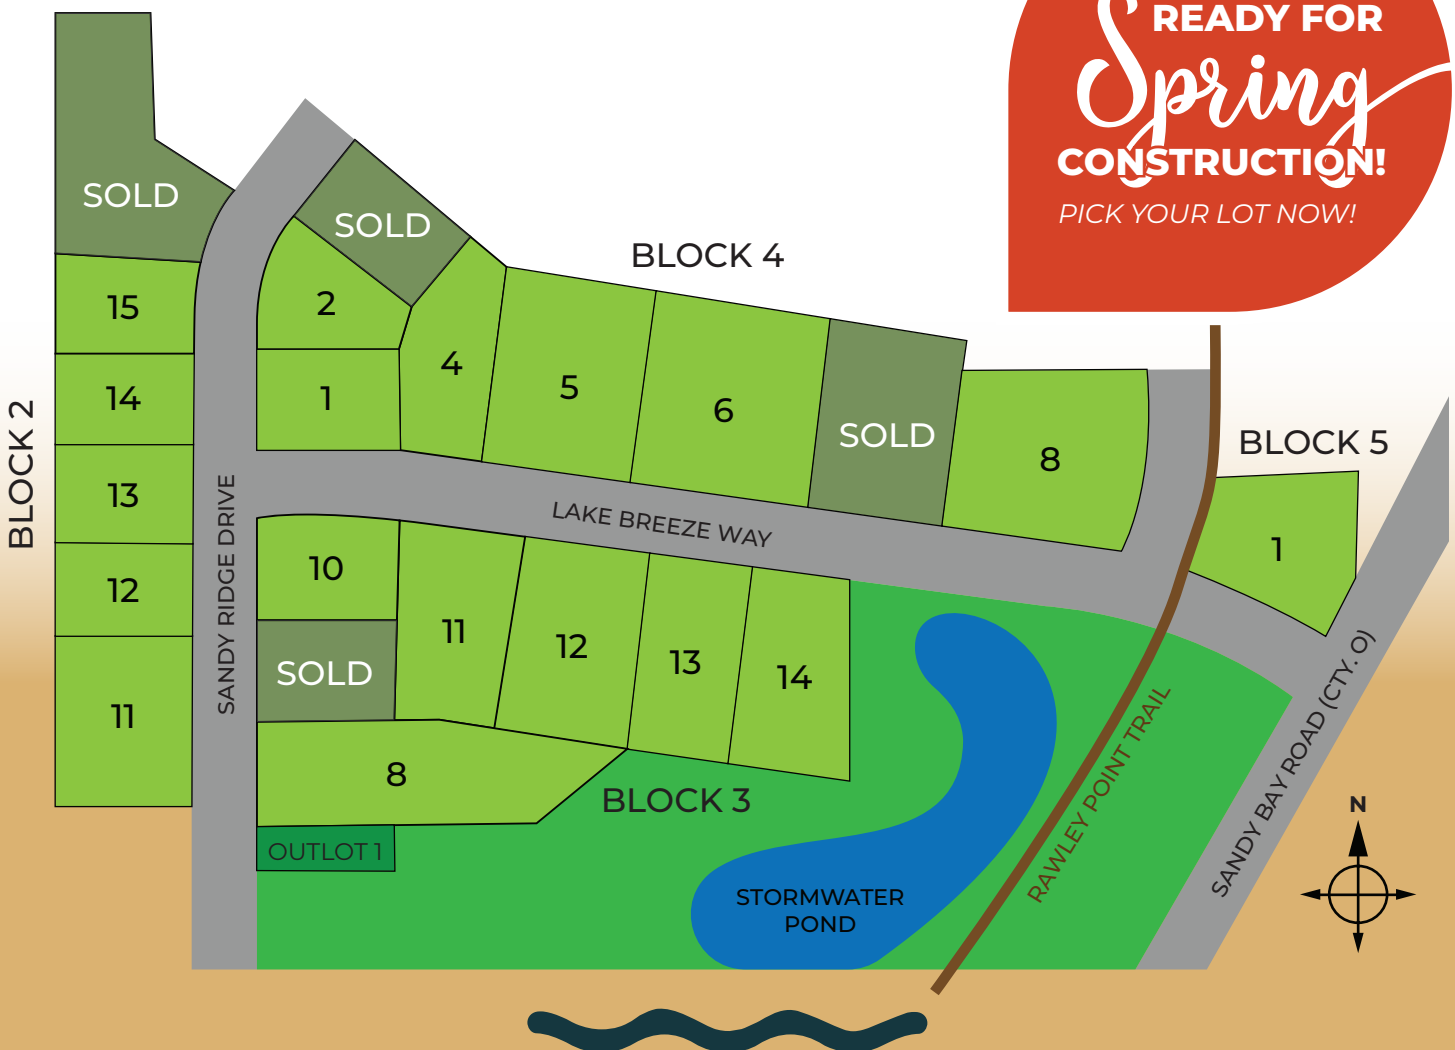 READY FOR
Spring
CONSTRUCTION!
PICK YOUR LOT NOW!
SOLD
SOLD
BLOCK 4
15
2
4
5
6
14
1
SOLD
8
BLOCK 5
BLOCK 2
13
1
LAKE BREEZE WAY
SANDY RIDGE DRIVE
12
10
11
12
13
14
SOLD
11
8
BLOCK 3
OUTLOT 1
STORMWATER
POND
RAWLEY POINT TRAIL
SANDY BAY ROAD (CTY. O)
N